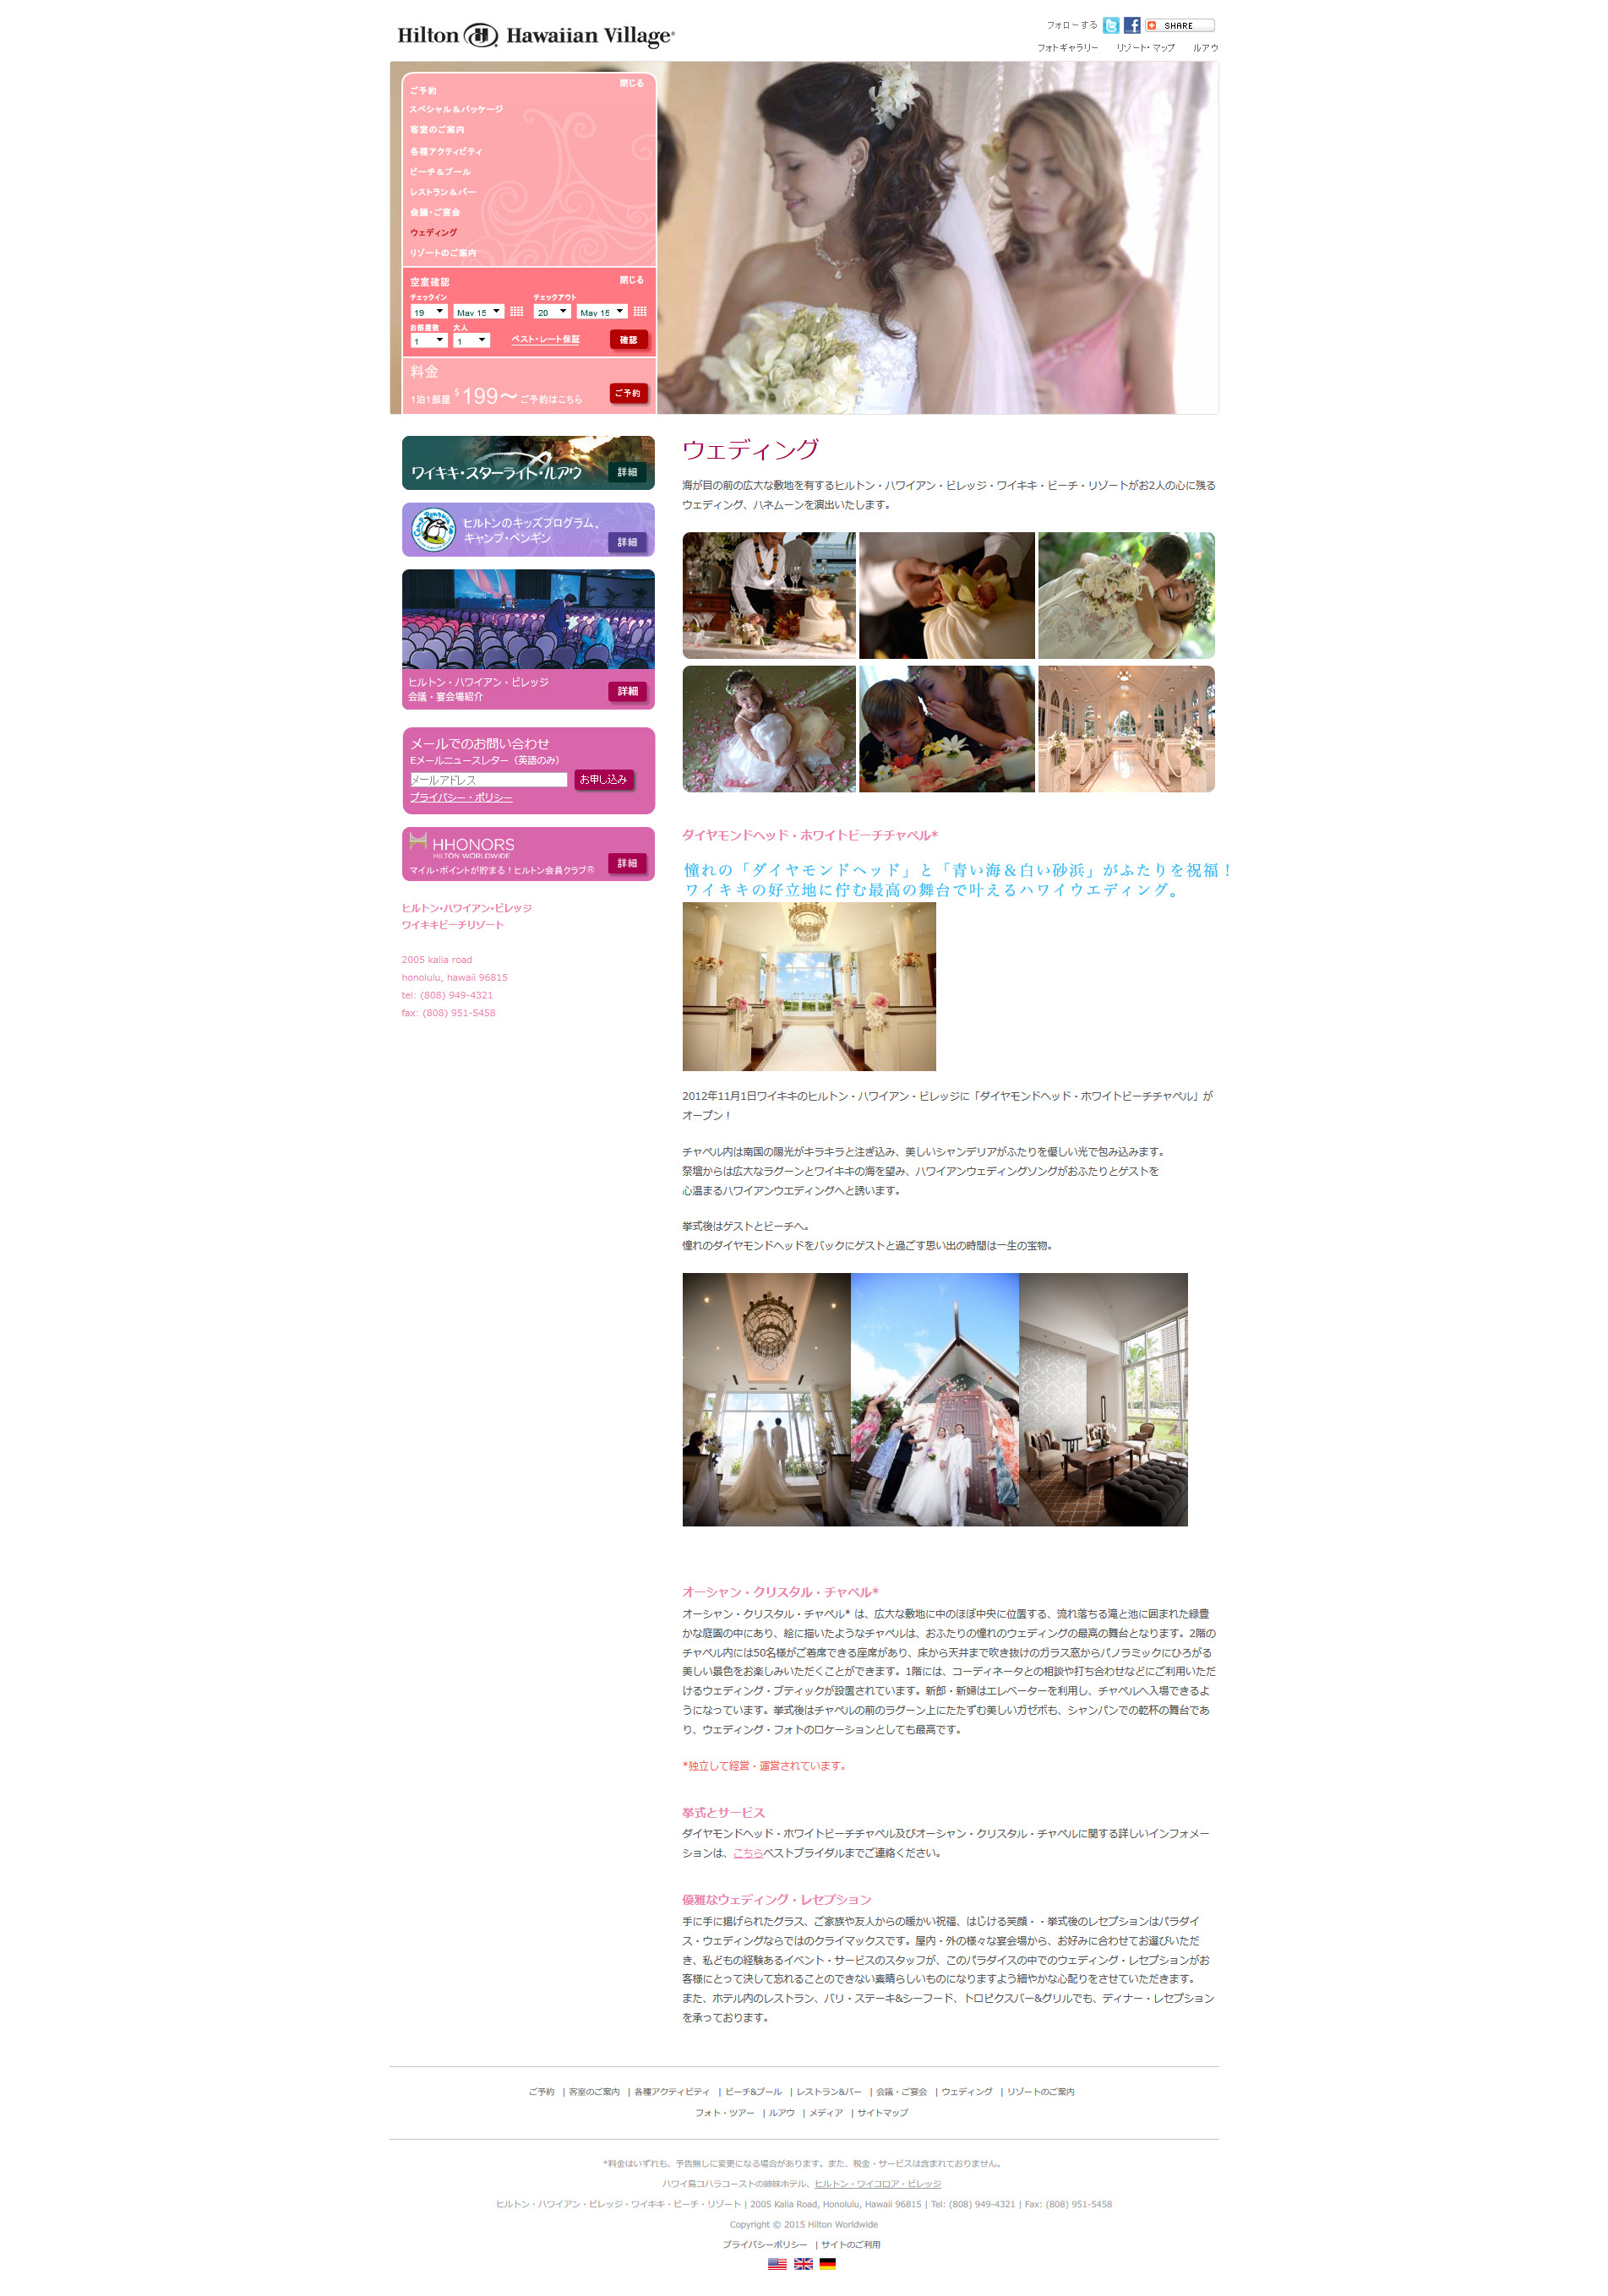 Hilton Hawaiian Village
フォローする
SHARE
フォトギャラリー リゾート・マップ ルアウ
閉じる
ご予約
スペシャル＆パッケージ
客室のご案内
各種アクティビティ
ビーチ＆プール
レストラン＆バー
会議・ご宴会
ウェディング
リゾートのご案内
空室確認 閉じる
チェックイン チェックアウト
19 May 15 20 May 15
お部屋数 大人
1 1 ベスト・レート保証 確認
料金
1泊1部屋 $199〜ご予約はこちら ご予約
ワイキキ・スターライト・ルアウ 詳細
ヒルトンのキッズプログラム、
キャンプ・ペンギン 詳細
ヒルトン・ハワイアン・ビレッジ
会議・宴会場紹介 詳細
メールでのお問い合わせ
Eメールニュースレター（英語のみ）
メールアドレス お申し込み
プライバシー・ポリシー
HHONORS
HILTON WORLDWIDE
マイル・ポイントが貯まる！ヒルトン会員クラブ® 詳細
ヒルトン・ハワイアン・ビレッジ
ワイキキビーチリゾート
2005 kalia road
honolulu, hawaii 96815
tel: (808) 949-4321
fax: (808) 951-5458
ウェディング
海が目の前の広大な敷地を有するヒルトン・ハワイアン・ビレッジ・ワイキキ・ビーチ・リゾートがお2人の心に残る
ウェディング、ハネムーンを演出いたします。
ダイヤモンドヘッド・ホワイトビーチチャペル*
憧れの「ダイヤモンドヘッド」と「青い海＆白い砂浜」がふたりを祝福！
ワイキキの好立地に佇む最高の舞台で叶えるハワイウエディング。
2012年11月1日ワイキキのヒルトン・ハワイアン・ビレッジに「ダイヤモンドヘッド・ホワイトビーチチャペル」が
オープン！
チャペル内は南国の陽光がキラキラと注ぎ込み、美しいシャンデリアがふたりを優しい光で包み込みます。
祭壇からは広大なラグーンとワイキキの海を望み、ハワイアンウェディングソングがおふたりとゲストを
心温まるハワイアンウエディングへと誘います。
挙式後はゲストとビーチへ。
憧れのダイヤモンドヘッドをバックにゲストと過ごす思い出の時間は一生の宝物。
オーシャン・クリスタル・チャペル*
オーシャン・クリスタル・チャペル* は、広大な敷地に中のほぼ中央に位置する、流れ落ちる滝と池に囲まれた緑豊
かな庭園の中にあり、絵に描いたようなチャペルは、おふたりの憧れのウェディングの最高の舞台となります。2階の
チャペル内には50名様がご着席できる座席があり、床から天井まで吹き抜けのガラス窓からパノラミックにひろがる
美しい景色をお楽しみいただくことができます。1階には、コーディネータとの相談や打ち合わせなどにご利用いただ
けるウェディング・ブティックが設置されています。新郎・新婦はエレベーターを利用し、チャペルへ入場できるよ
うになっています。挙式後はチャペルの前のラグーン上にたたずむ美しいガゼボも、シャンパンでの乾杯の舞台であ
り、ウェディング・フォトのロケーションとしても最高です。
*独立して経営・運営されています。
挙式とサービス
ダイヤモンドヘッド・ホワイトビーチチャペル及びオーシャン・クリスタル・チャペルに関する詳しいインフォメー
ションは、こちらベストブライダルまでご連絡ください。
優雅なウェディング・レセプション
手に手に掲げられたグラス、ご家族や友人からの暖かい祝福、はじける笑顔・・挙式後のレセプションはパラダイ
ス・ウェディングならではのクライマックスです。屋内・外の様々な宴会場から、お好みに合わせてお選びいただ
き、私どもの経験あるイベント・サービスのスタッフが、このパラダイスの中でのウェディング・レセプションがお
客様にとって決して忘れることのできない素晴らしいものになりますよう細やかな心配りをさせていただきます。
また、ホテル内のレストラン、バリ・ステーキ&シーフード、トロピクスバー&グリルでも、ディナー・レセプション
を承っております。
ご予約 | 客室のご案内 | 各種アクティビティ | ビーチ&プール | レストラン&バー | 会議・ご宴会 | ウェディング | リゾートのご案内
フォト・ツアー | ルアウ | メディア | サイトマップ
*料金はいずれも、予告無しに変更になる場合があります。また、税金・サービスは含まれておりません。
ハワイ島コハラコーストの姉妹ホテル、ヒルトン・ワイコロア・ビレッジ
ヒルトン・ハワイアン・ビレッジ・ワイキキ・ビーチ・リゾート | 2005 Kalia Road, Honolulu, Hawaii 96815 | Tel: (808) 949-4321 | Fax: (808) 951-5458
Copyright © 2015 Hilton Worldwide
プライバシーポリシー | サイトのご利用